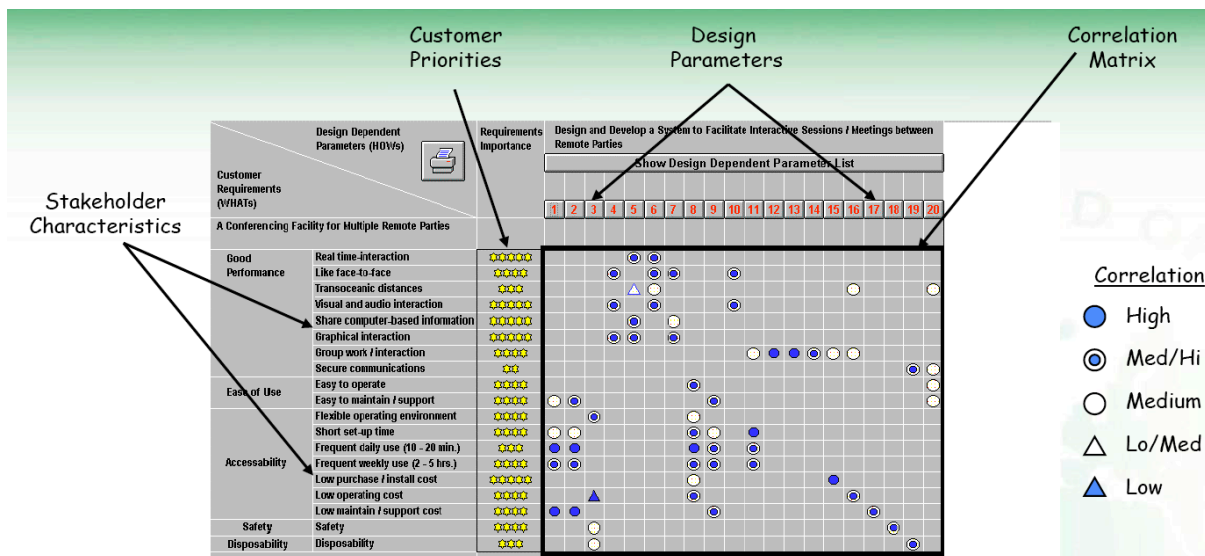 Customer
Priorities
Design
Parameters
Correlation
Matrix
Design Dependent
Parameters (HOWs)
Requirements
Importance
Design and Develop a System to Facilitate Interactive Sessions / Meetings between
Remote Parties
Show Design Dependent Parameter List
Customer
Requirements
(WHATs)
Stakeholder
Characteristics
1 2 3 4 5 6 7 8 9 10 11 12 13 14 15 16 17 18 19 20
A Conferencing Facility for Multiple Remote Parties
Good
Performance
Real time-interaction
Like face-to-face
Transoceanic distances
Visual and audio interaction
Share computer-based information
Graphical interaction
Group work / interaction
Secure communications
Ease of Use
Easy to operate
Easy to maintain / support
Accessability
Flexible operating environment
Short set-up time
Frequent daily use (10 - 20 min.)
Frequent weekly use (2 - 5 hrs.)
Low purchase / install cost
Low operating cost
Low maintain / support cost
Safety
Safety
Disposability
Disposability
Correlation
High
Med/Hi
Medium
Lo/Med
Low